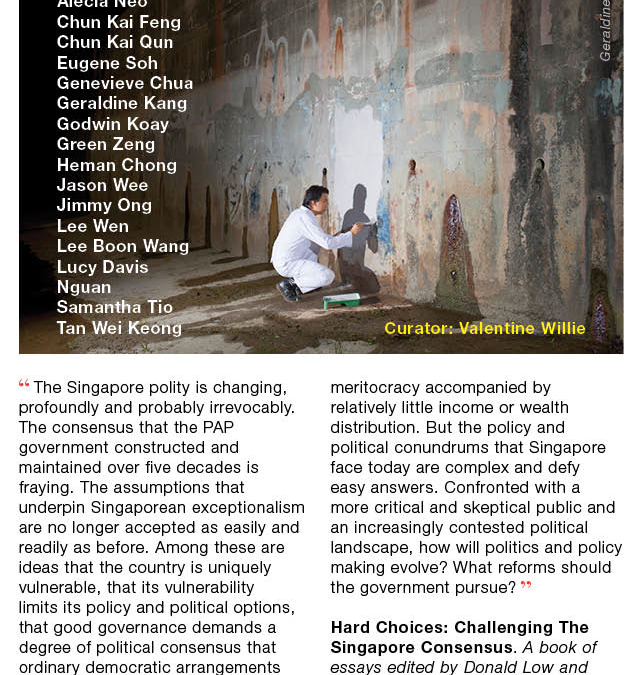 Alecia Neo
Chun Kai Feng
Chun Kai Qun
Eugene Soh
Genevieve Chua
Geraldine Kang
Godwin Koay
Green Zeng
Heman Chong
Jason Wee
Jimmy Ong
Lee Wen
Lee Boon Wang
Lucy Davis
Nguan
Samantha Tio
Tan Wei Keong
Geraldine
Curator: Valentine Willie
“ The Singapore polity is changing,
profoundly and probably irrevocably.
The consensus that the PAP
government constructed and
maintained over five decades is
fraying. The assumptions that
underpin Singaporean exceptionalism
are no longer accepted as easily and
readily as before. Among these are
ideas that the country is uniquely
vulnerable, that its vulnerability
limits its policy and political options,
that good governance demands a
degree of political consensus that
ordinary democratic arrangements
meritocracy accompanied by
relatively little income or wealth
distribution. But the policy and
political conundrums that Singapore
face today are complex and defy
easy answers. Confronted with a
more critical and skeptical public and
an increasingly contested political
landscape, how will politics and policy
making evolve? What reforms should
the government pursue? ”
Hard Choices: Challenging The
Singapore Consensus. A book of
essays edited by Donald Low and